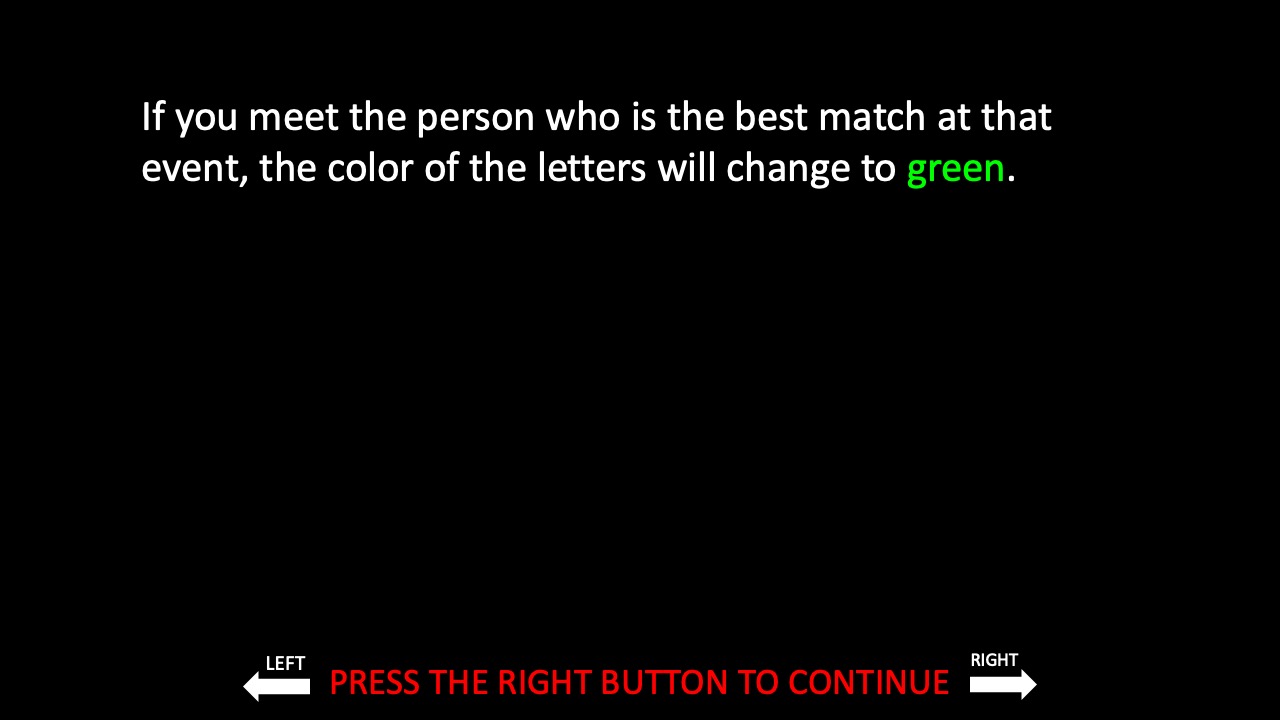 If you meet the person who is the best match at that
event, the color of the letters will change to green.
LEFT
PRESS THE RIGHT BUTTON TO CONTINUE
RIGHT